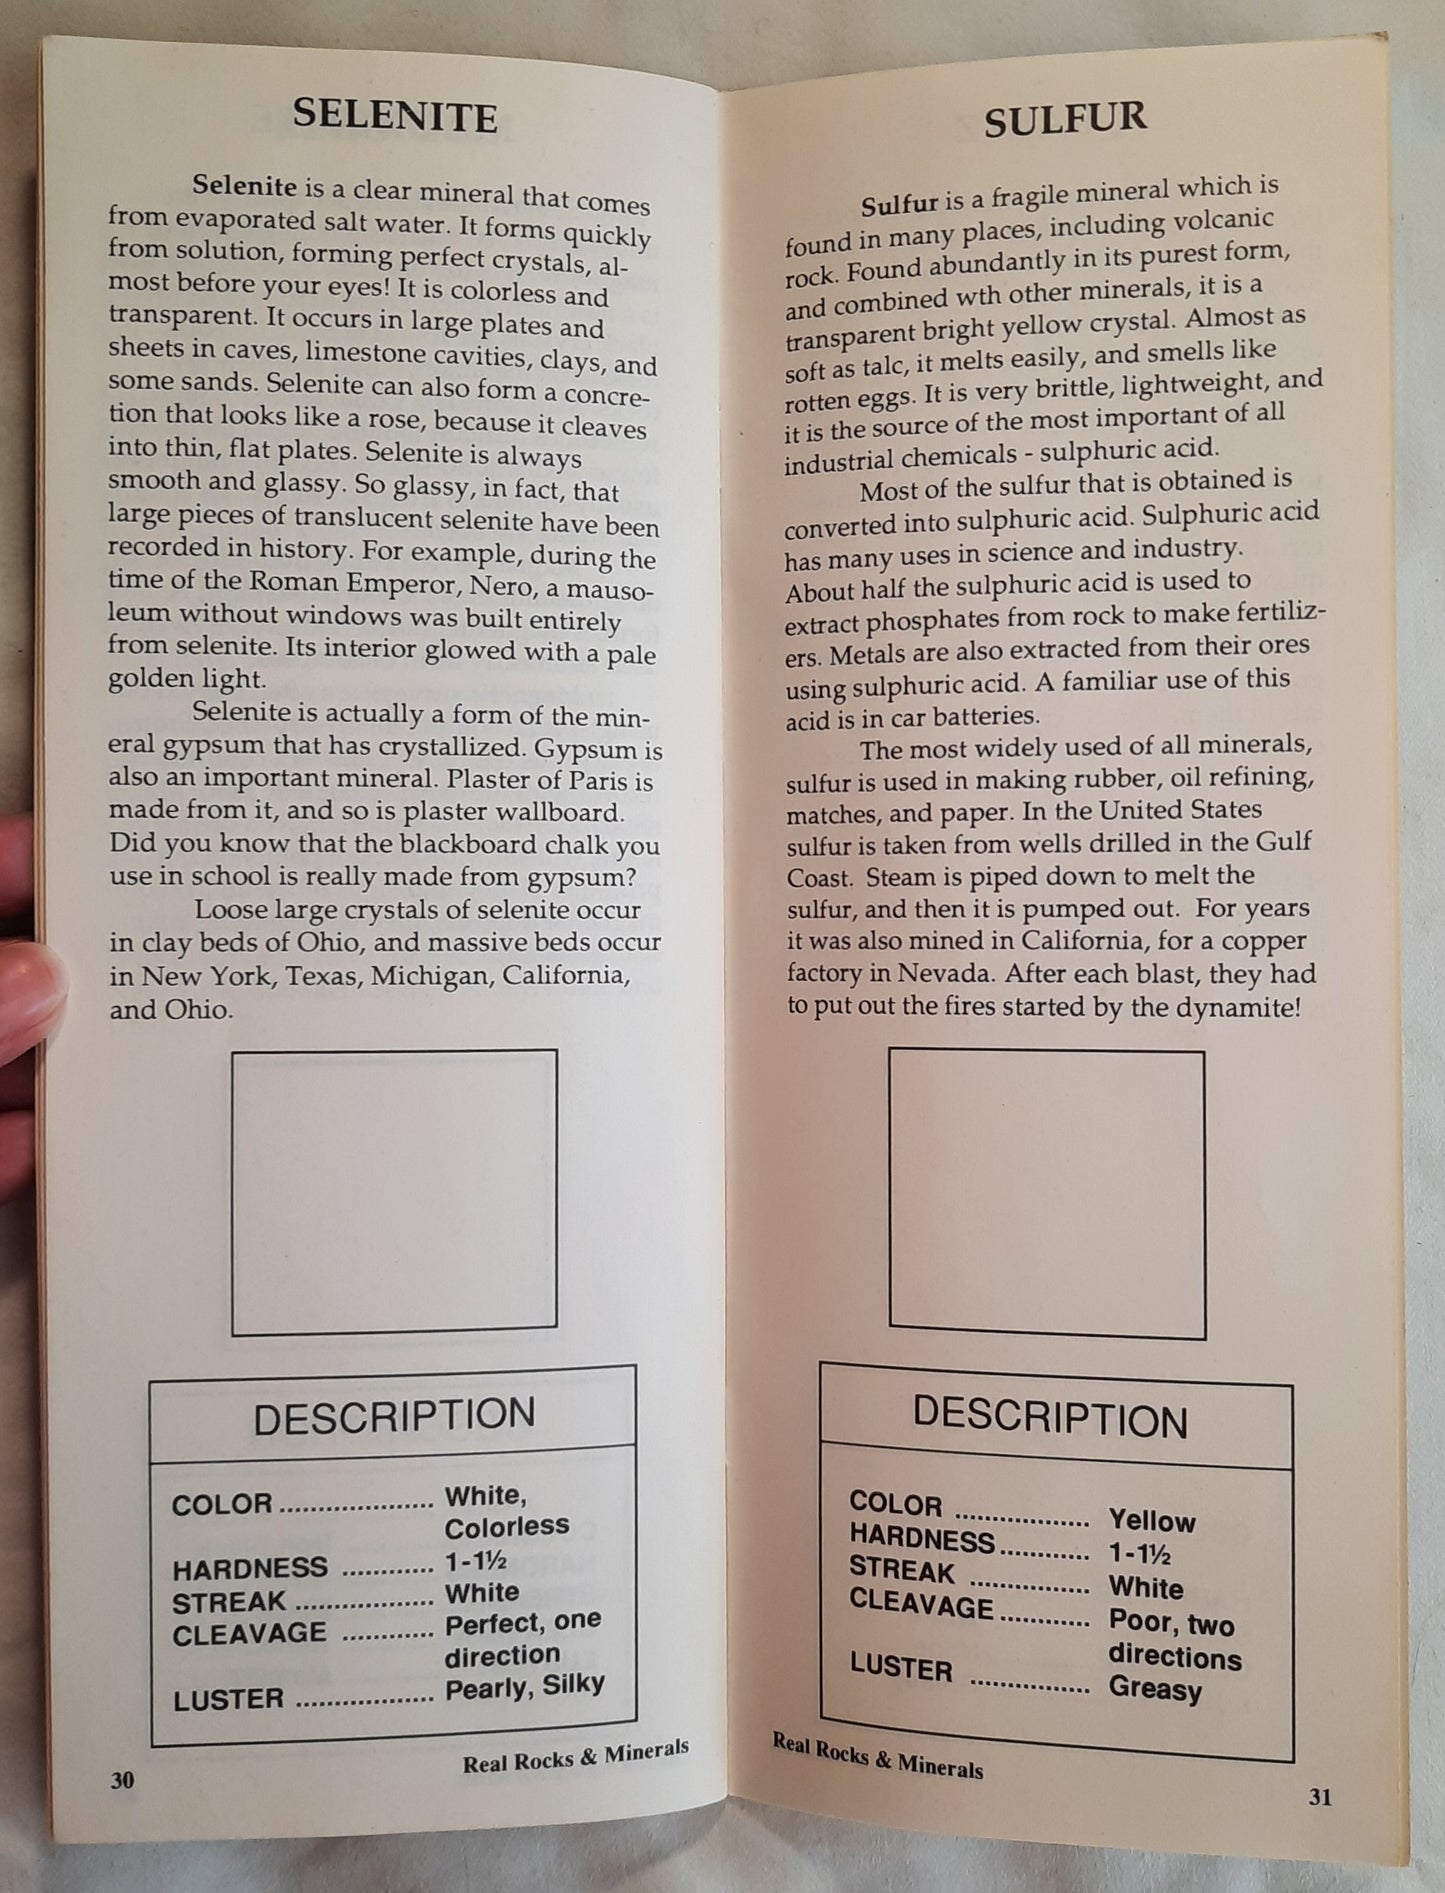 SELENITE
Selenite is a clear mineral that comes
from evaporated salt water. It forms quickly
from solution, forming perfect crystals, al-
most before your eyes! It is colorless and
transparent. It occurs in large plates and
sheets in caves, limestone cavities, clays, and
some sands. Selenite can also form a concre-
tion that looks like a rose, because it cleaves
into thin, flat plates. Selenite is always
smooth and glassy. So glassy, in fact, that
large pieces of translucent selenite have been
recorded in history. For example, during the
time of the Roman Emperor, Nero, a mauso-
leum without windows was built entirely
from selenite. Its interior glowed with a pale
golden light.
Selenite is actually a form of the min-
eral gypsum that has crystallized. Gypsum is
also an important mineral. Plaster of Paris is
made from it, and so is plaster wallboard.
Did you know that the blackboard chalk you
use in school is really made from gypsum?
Loose large crystals of selenite occur
in clay beds of Ohio, and massive beds occur
in New York, Texas, Michigan, California,
and Ohio.
DESCRIPTION
COLOR ..................... White,
Colorless
HARDNESS ............ 1-1½
STREAK ................... White
CLEAVAGE ............ Perfect, one
direction
LUSTER ................... Pearly, Silky
Real Rocks & Minerals
30
SULFUR
Sulfur is a fragile mineral which is
found in many places, including volcanic
rock. Found abundantly in its purest form,
and combined wth other minerals, it is a
transparent bright yellow crystal. Almost as
soft as talc, it melts easily, and smells like
rotten eggs. It is very brittle, lightweight, and
it is the source of the most important of all
industrial chemicals - sulphuric acid.
Most of the sulfur that is obtained is
converted into sulphuric acid. Sulphuric acid
has many uses in science and industry.
About half the sulphuric acid is used to
extract phosphates from rock to make fertiliz-
ers. Metals are also extracted from their ores
using sulphuric acid. A familiar use of this
acid is in car batteries.
The most widely used of all minerals,
sulfur is used in making rubber, oil refining,
matches, and paper. In the United States
sulfur is taken from wells drilled in the Gulf
Coast. Steam is piped down to melt the
sulfur, and then it is pumped out. For years
it was also mined in California, for a copper
factory in Nevada. After each blast, they had
to put out the fires started by the dynamite!
DESCRIPTION
COLOR .................. Yellow
HARDNESS ............ 1-1½
STREAK ................ White
CLEAVAGE ............ Poor, two
directions
LUSTER ................ Greasy
Real Rocks & Minerals
31